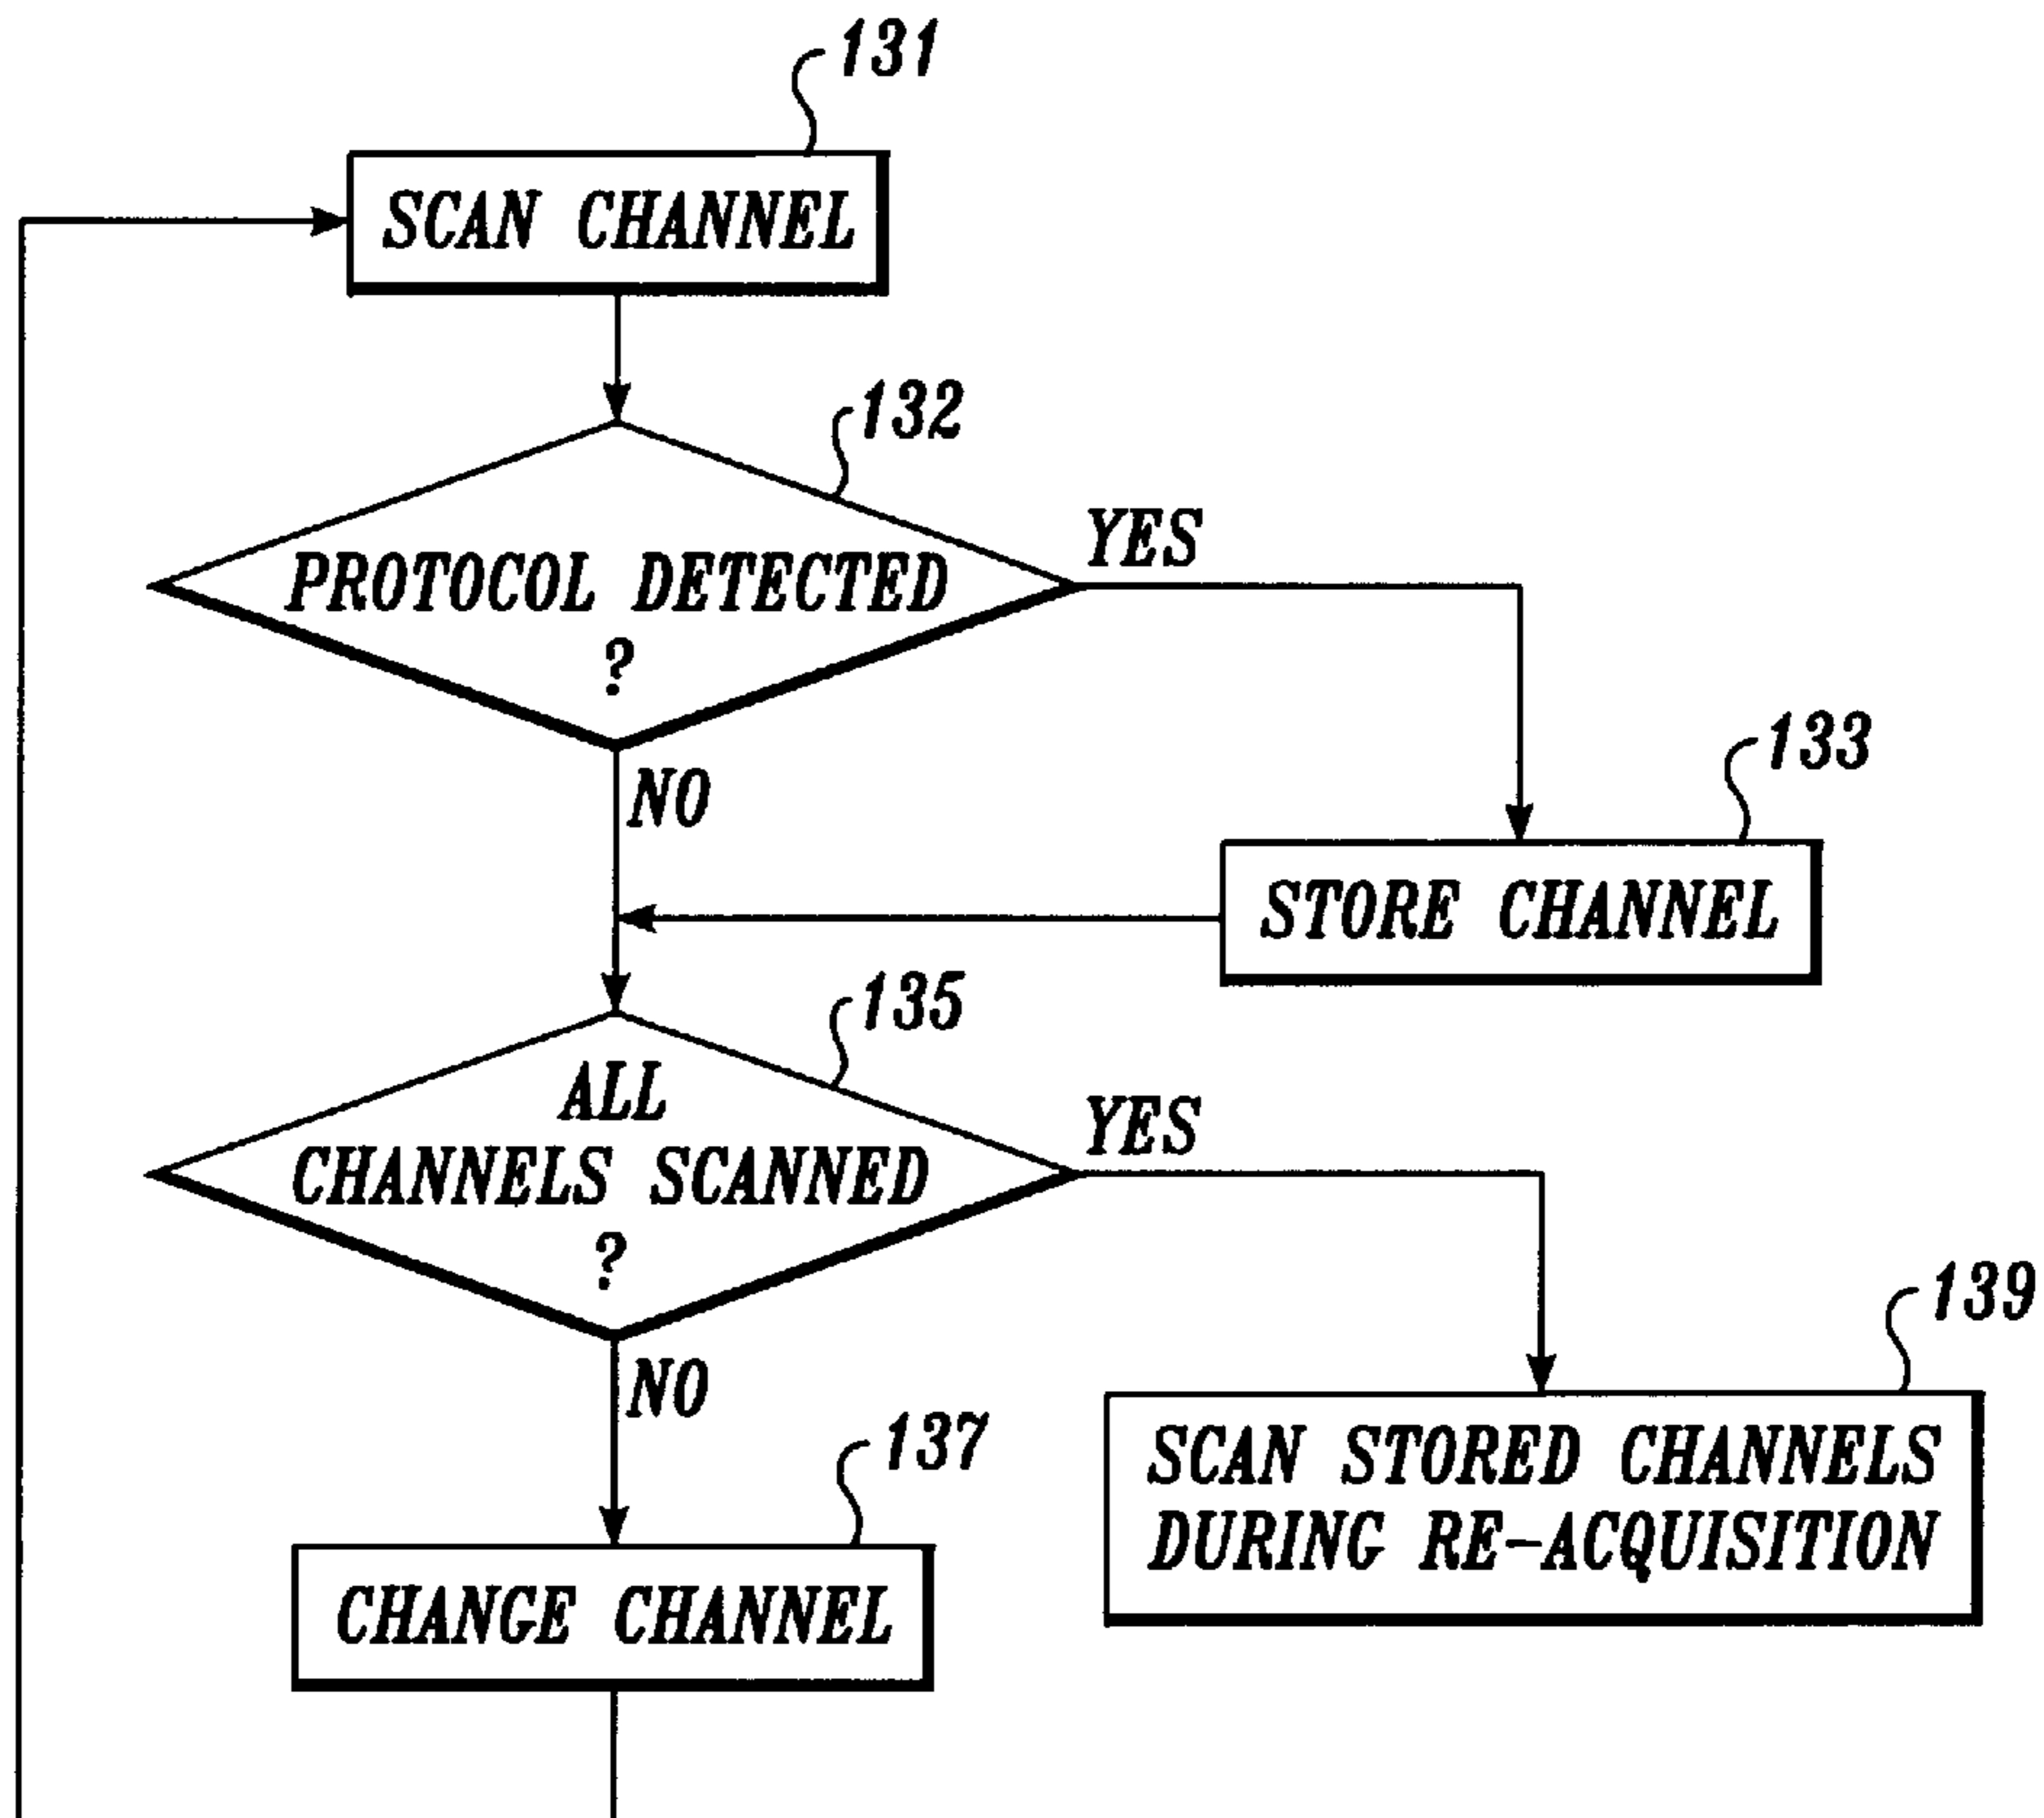 131
SCAN CHANNEL
132
YES
PROTOCOL DETECTED
?
NO
133
STORE CHANNEL
135
ALL
YES
CHANNELS SCANNED
?
NO
139
137
SCAN STORED CHANNELS
DURING RE-ACQUISITION
CHANGE CHANNEL